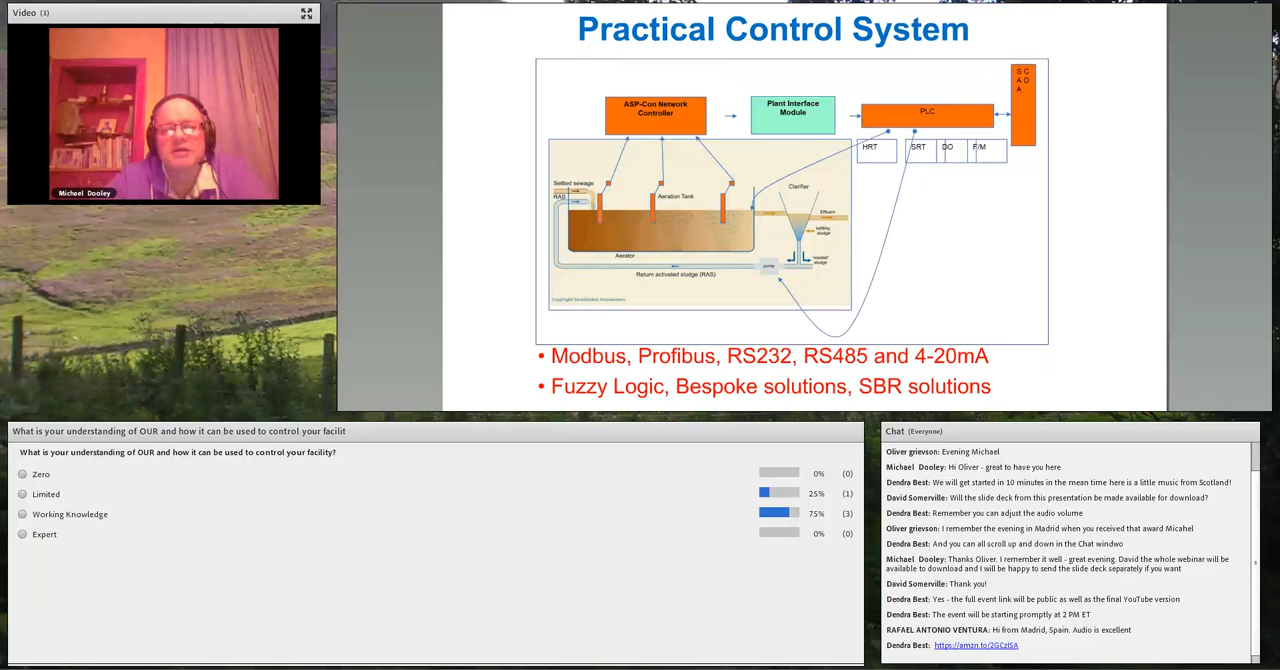 Video (1)
Michael Dooley
Practical Control System
ASP-Con Network
Controller
Plant Interface
Module
PLC
S C
A D
A
HRT
SRT
DO
F/M
Settled sewage
RAS
Aeration Tank
Clarifier
Effluent
settling
sludge
Aerator
pump
'wasted'
sludge
Return activated sludge (RAS)
Copyright Strathkelvin Instruments
• Modbus, Profibus, RS232, RS485 and 4-20mA
• Fuzzy Logic, Bespoke solutions, SBR solutions
What is your understanding of OUR and how it can be used to control your facilit
What is your understanding of OUR and how it can be used to control your facility?
Zero 0% (0)
Limited 25% (1)
Working Knowledge 75% (3)
Expert 0% (0)
Chat (Everyone)
Oliver grievson: Evening Michael
Michael Dooley: Hi Oliver - great to have you here
Dendra Best: We will get started in 10 minutes in the mean time here is a little music from Scotland!
David Somerville: Will the slide deck from this presentation be made available for download?
Dendra Best: Remember you can adjust the audio volume
Oliver grievson: I remember the evening in Madrid when you received that award Micahel
Dendra Best: And you can all scroll up and down in the Chat windwo
Michael Dooley: Thanks Oliver. I remember it well - great evening. David the whole webinar will be
available to download and I will be happy to send the slide deck separately if you want
David Somerville: Thank you!
Dendra Best: Yes - the full event link will be public as well as the final YouTube version
Dendra Best: The event will be starting promptly at 2 PM ET
RAFAEL ANTONIO VENTURA: Hi from Madrid, Spain. Audio is excellent
Dendra Best: https://amzn.to/2GCzISA